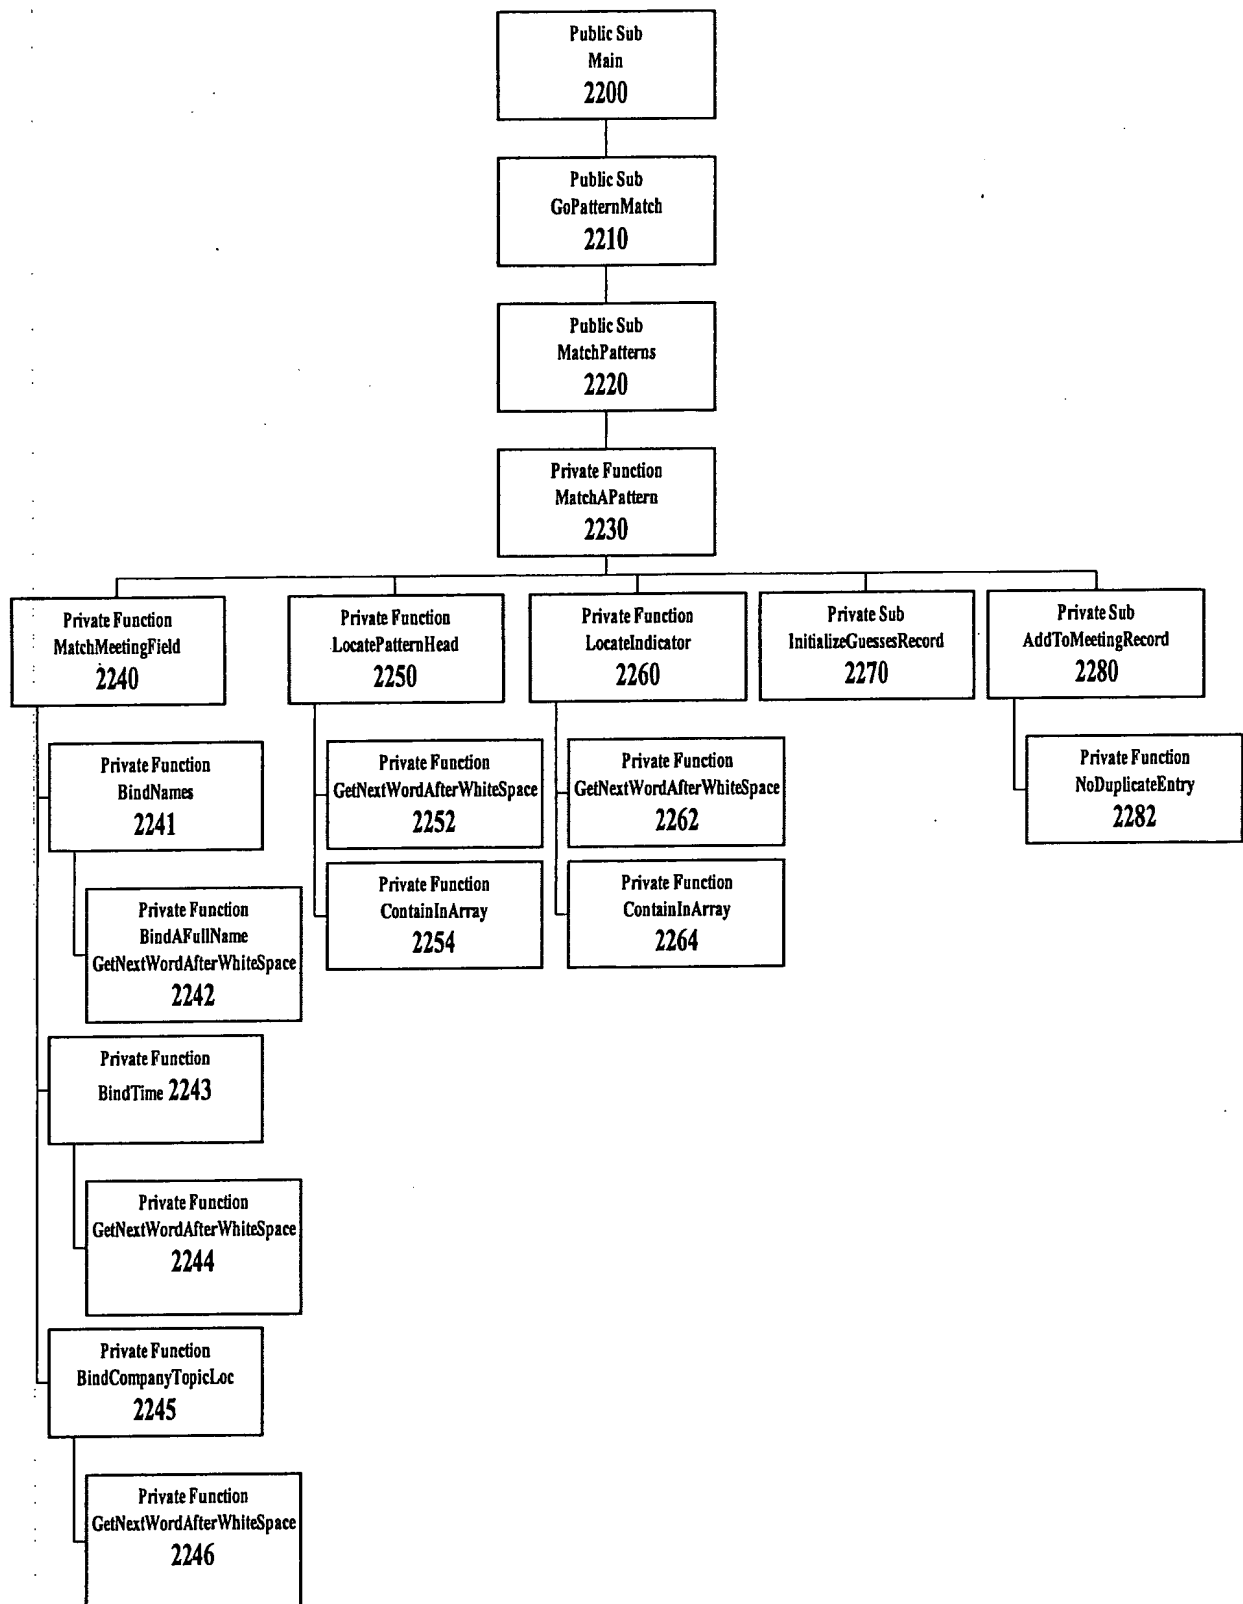 Public Sub
Main
2200
Public Sub
GoPatternMatch
2210
Public Sub
MatchPatterns
2220
Private Function
MatchAPattern
2230
Private Function
MatchMeetingField
2240
Private Function
LocatePatternHead
2250
Private Function
LocateIndicator
2260
Private Sub
InitializeGuessesRecord
2270
Private Sub
AddToMeetingRecord
2280
Private Function
BindNames
2241
Private Function
GetNextWordAfterWhiteSpace
2252
Private Function
GetNextWordAfterWhiteSpace
2262
Private Function
NoDuplicateEntry
2282
Private Function
ContainInArray
2254
Private Function
ContainInArray
2264
Private Function
BindAFullName
GetNextWordAfterWhiteSpace
2242
Private Function
BindTime 2243
Private Function
GetNextWordAfterWhiteSpace
2244
Private Function
BindCompanyTopicLoc
2245
Private Function
GetNextWordAfterWhiteSpace
2246